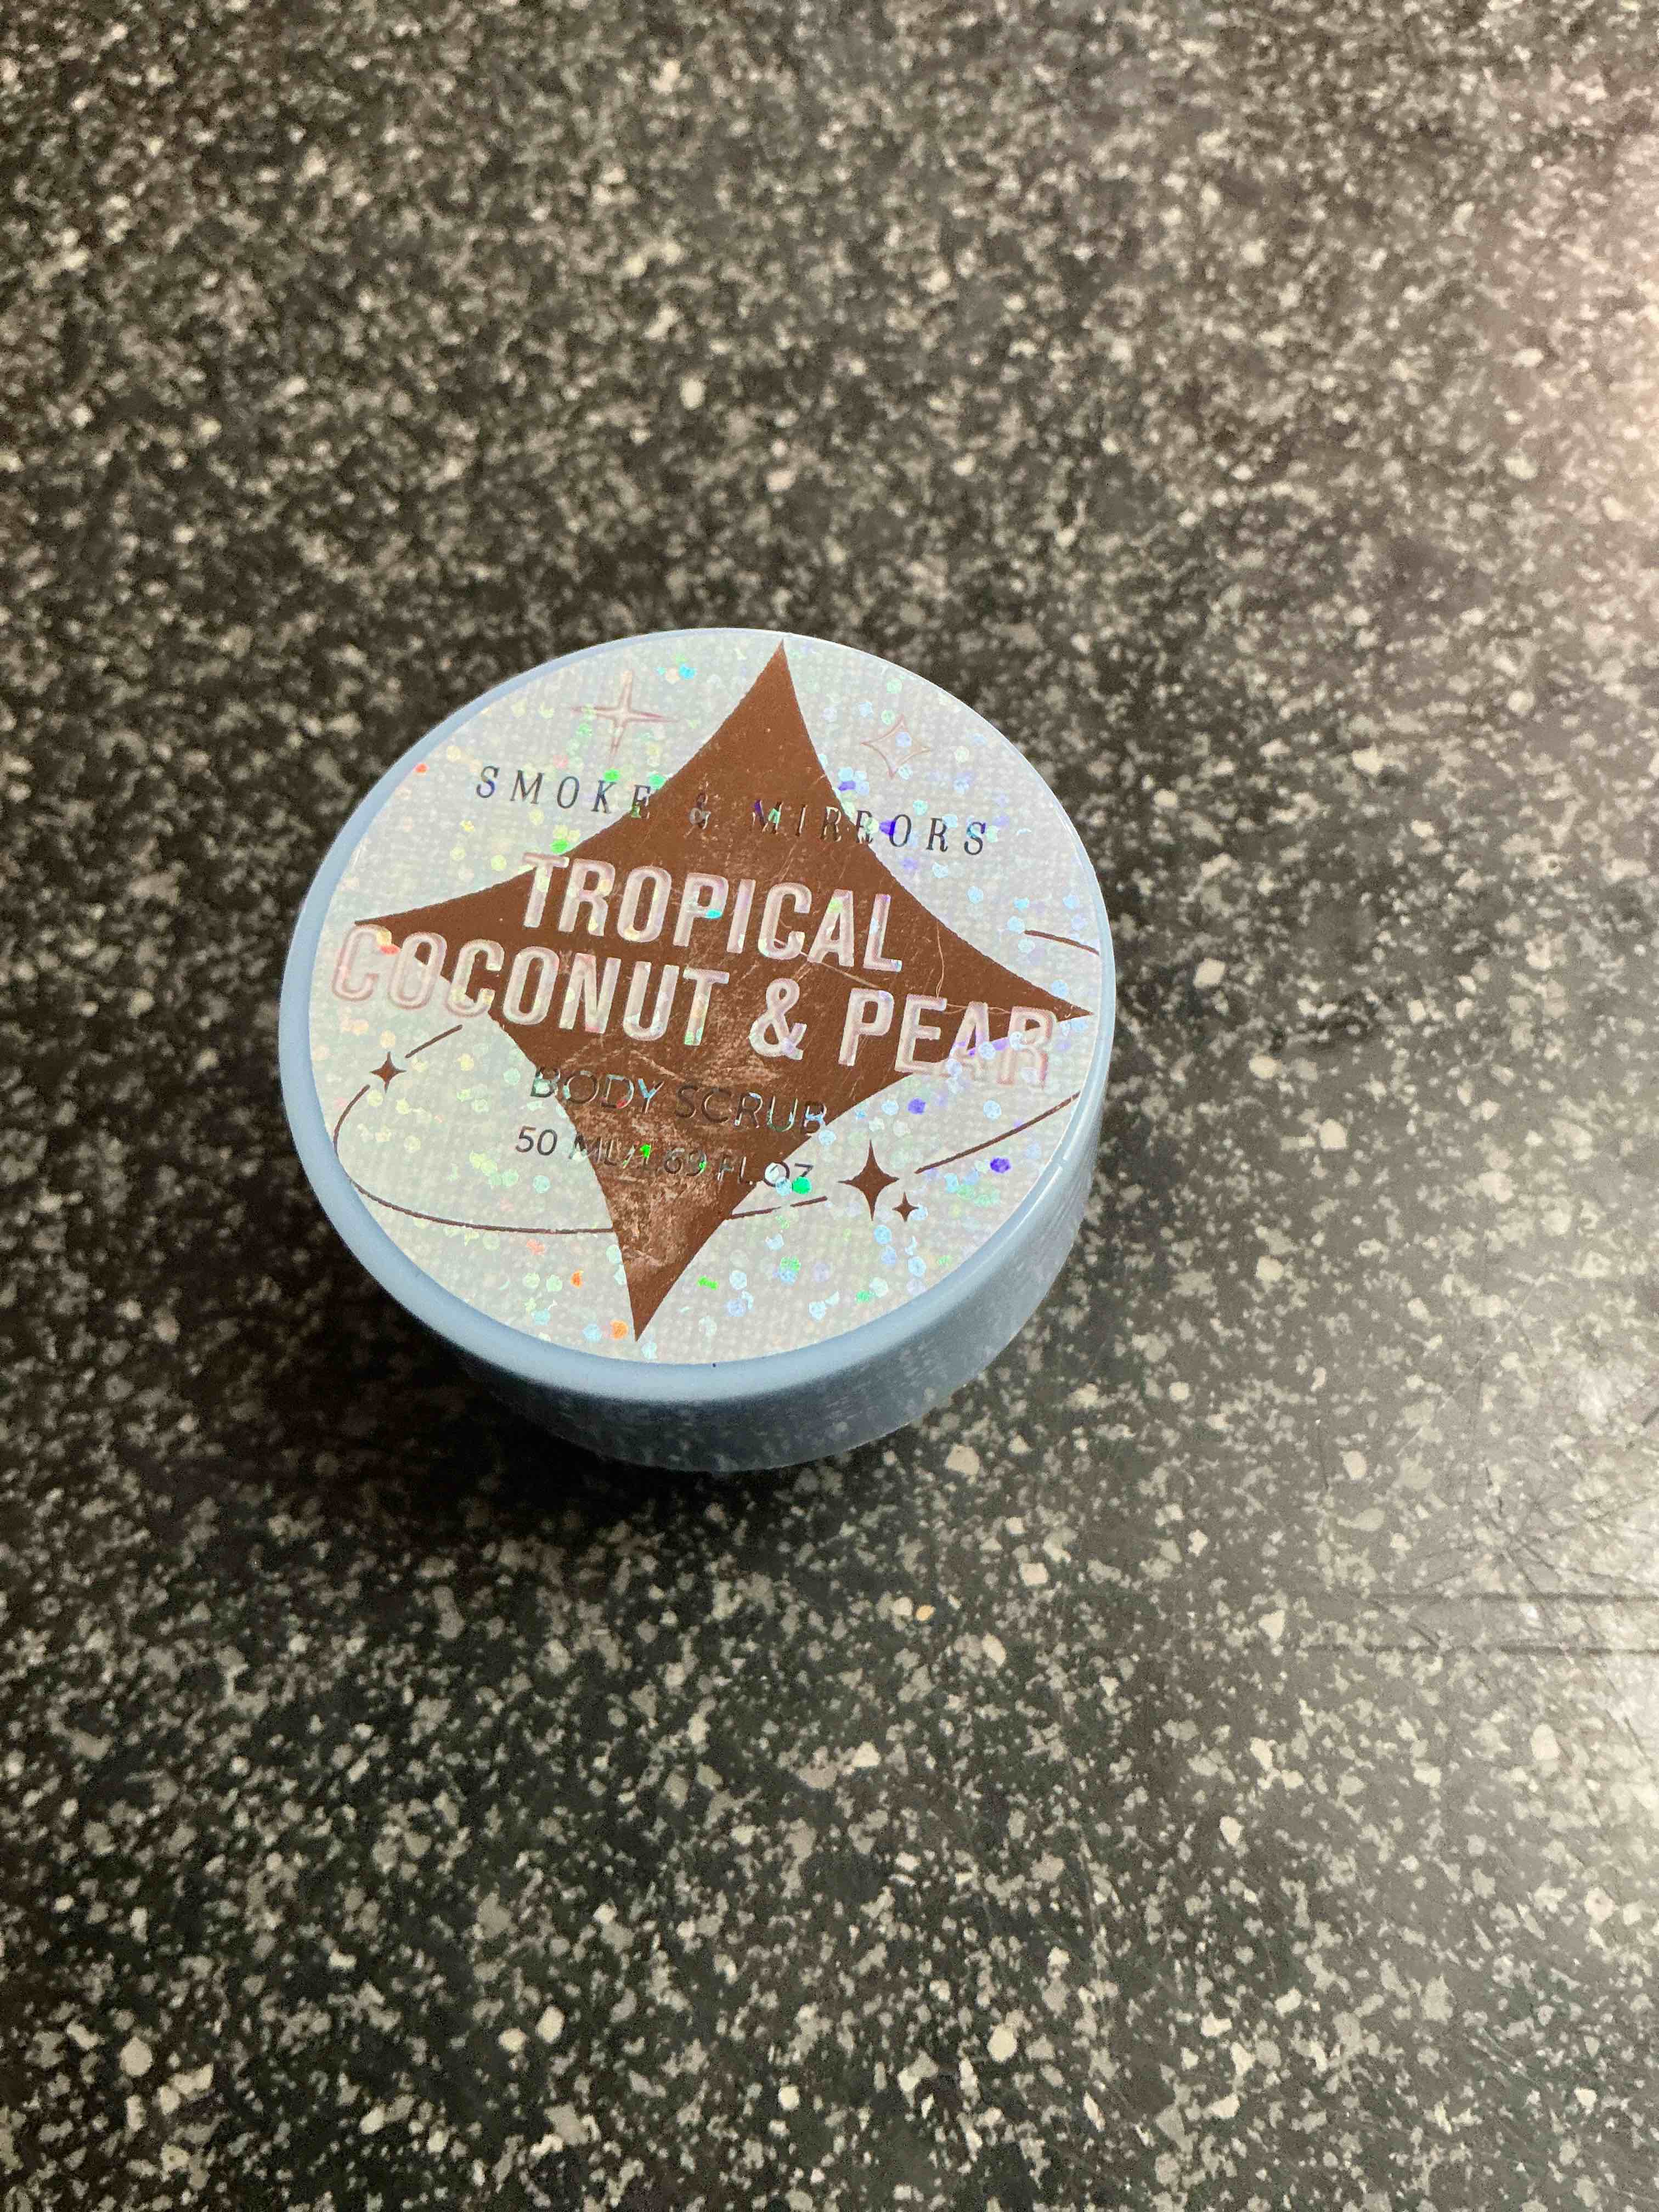 SMOKE & MIRRORS
TROPICAL
COCONUT & PEAR
BODY SCRUB
50 ML/1.69 FL.OZ